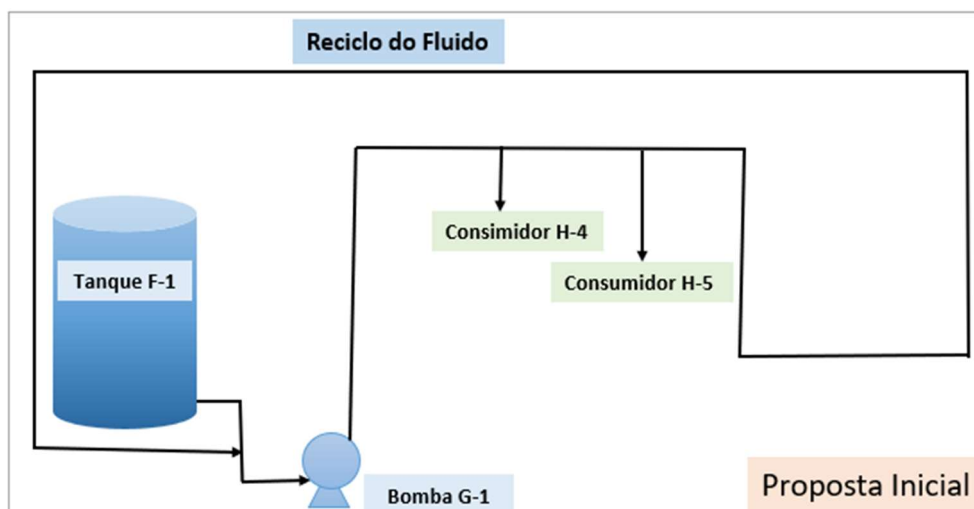 Reciclo do Fluido
Consimidor H-4
Tanque F-1
Consumidor H-5
Bomba G-1
Proposta Inicial